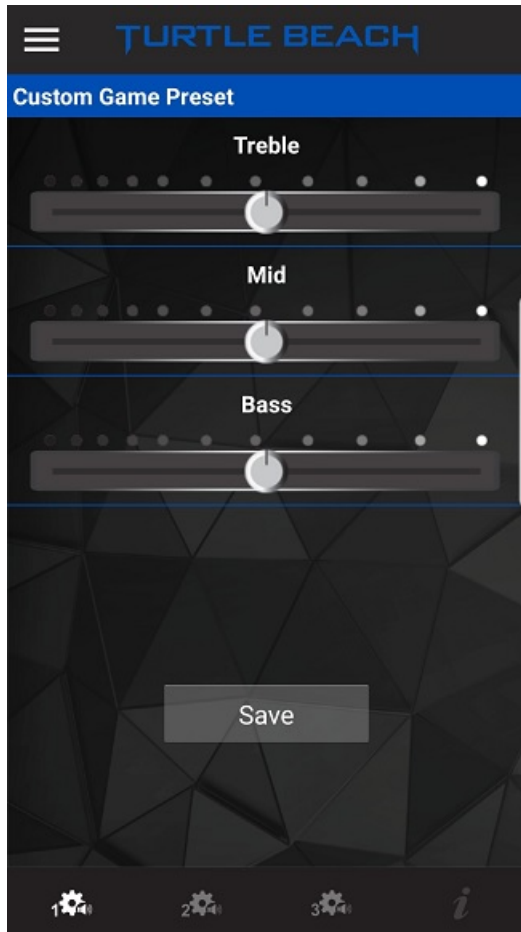 TURTLE BEACH
Custom Game Preset
Treble
Mid
Bass
Save
1 2 3 i